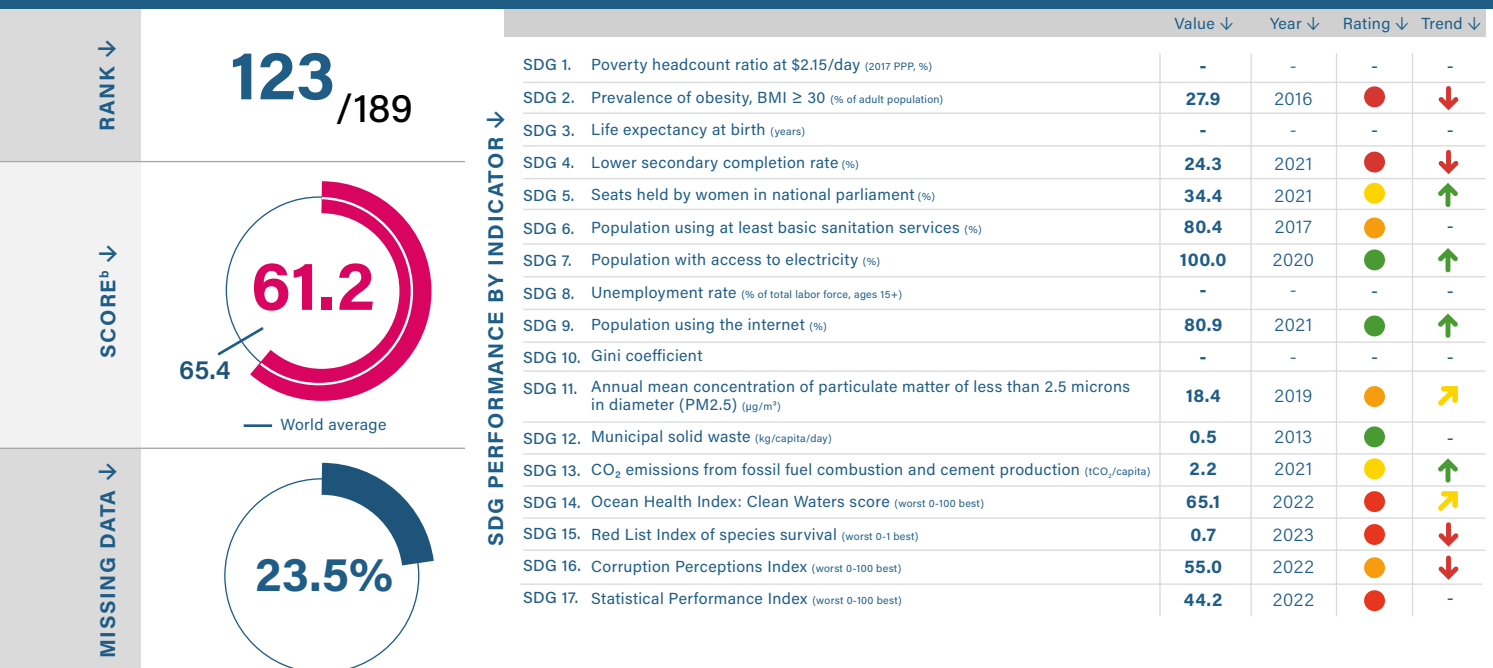 RANK →
123/189
SCOREᵇ →
61.2
65.4
World average
MISSING DATA →
23.5%
SDG PERFORMANCE BY INDICATOR →
Value ↓ Year ↓ Rating ↓ Trend ↓
SDG 1. Poverty headcount ratio at $2.15/day (2017 PPP, %) - - - -
SDG 2. Prevalence of obesity, BMI ≥ 30 (% of adult population) 27.9 2016 ↓
SDG 3. Life expectancy at birth (years) - - - -
SDG 4. Lower secondary completion rate (%) 24.3 2021 ↓
SDG 5. Seats held by women in national parliament (%) 34.4 2021 ↑
SDG 6. Population using at least basic sanitation services (%) 80.4 2017 -
SDG 7. Population with access to electricity (%) 100.0 2020 ↑
SDG 8. Unemployment rate (% of total labor force, ages 15+) - - - -
SDG 9. Population using the internet (%) 80.9 2021 ↑
SDG 10. Gini coefficient - - - -
SDG 11. Annual mean concentration of particulate matter of less than 2.5 microns
in diameter (PM2.5) (μg/m³) 18.4 2019 ↗
SDG 12. Municipal solid waste (kg/capita/day) 0.5 2013 -
SDG 13. CO₂ emissions from fossil fuel combustion and cement production (tCO₂/capita) 2.2 2021 ↑
SDG 14. Ocean Health Index: Clean Waters score (worst 0-100 best) 65.1 2022 ↗
SDG 15. Red List Index of species survival (worst 0-1 best) 0.7 2023 ↓
SDG 16. Corruption Perceptions Index (worst 0-100 best) 55.0 2022 ↓
SDG 17. Statistical Performance Index (worst 0-100 best) 44.2 2022 -